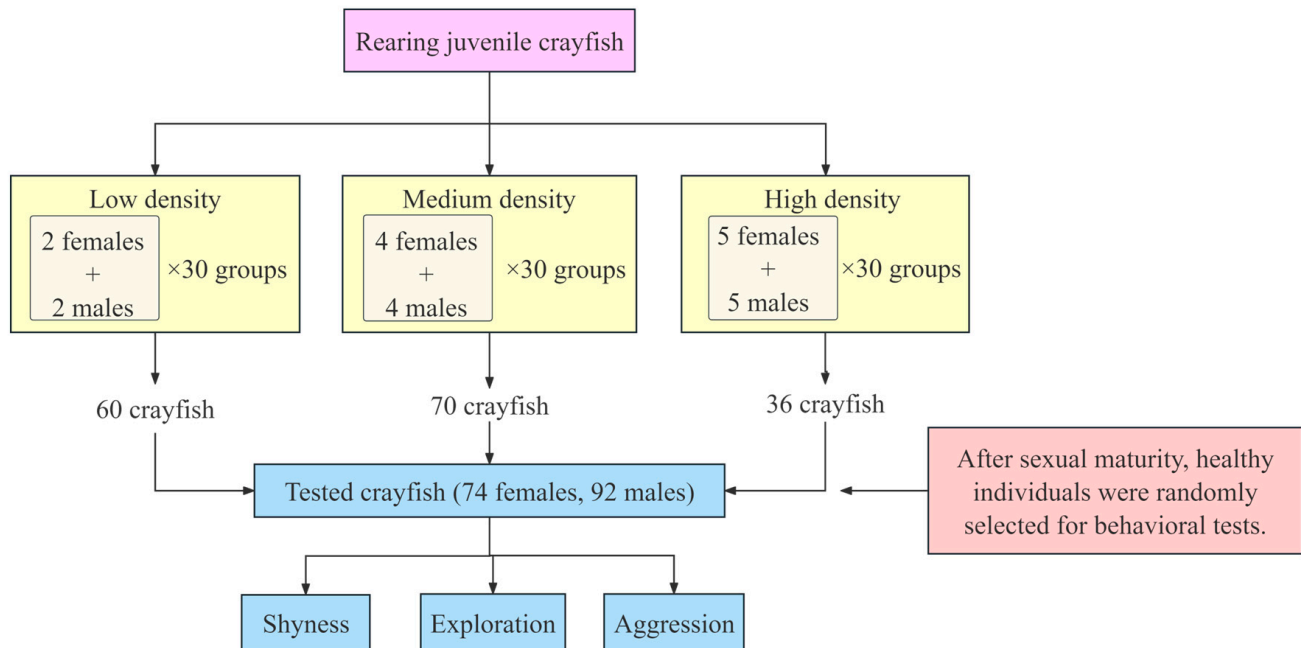 Rearing juvenile crayfish
Low density
2 females
+
2 males
×30 groups
Medium density
4 females
+
4 males
×30 groups
High density
5 females
+
5 males
×30 groups
60 crayfish
70 crayfish
36 crayfish
Tested crayfish (74 females, 92 males)
After sexual maturity, healthy
individuals were randomly
selected for behavioral tests.
Shyness
Exploration
Aggression